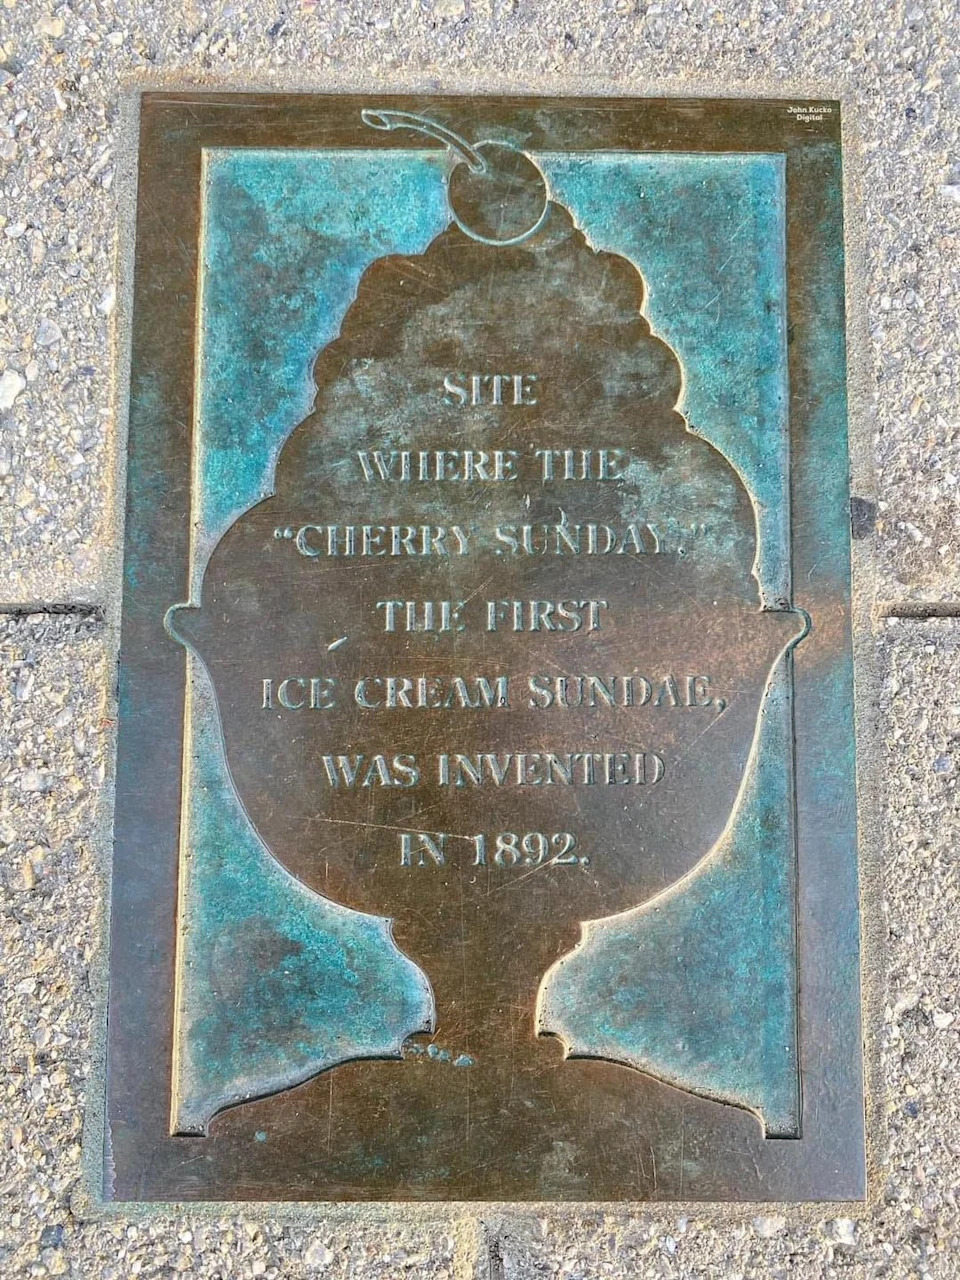 John Kucko
Digital
SITE
WHERE THE
“CHERRY SUNDAY,”
THE FIRST
ICE CREAM SUNDAE,
WAS INVENTED
IN 1892.